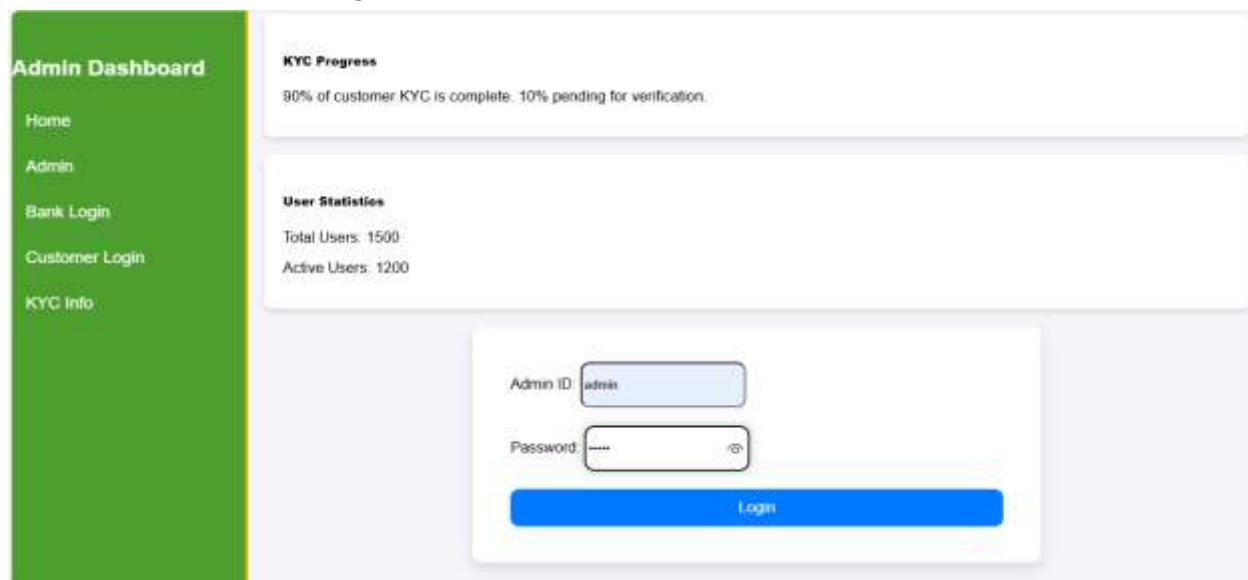 Admin Dashboard
Home
Admin
Bank Login
Customer Login
KYC Info
KYC Progress
90% of customer KYC is complete. 10% pending for verification.
User Statistics
Total Users: 1500
Active Users: 1200
Admin ID: admin
Password: •••••
Login